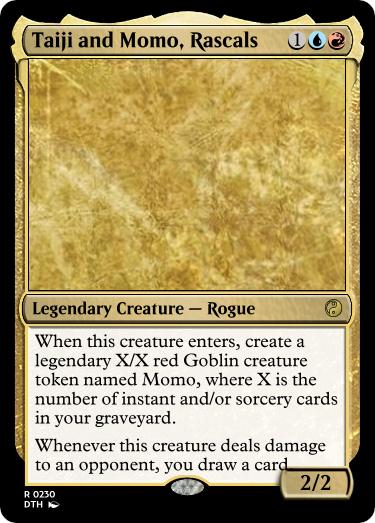 Taiji and Momo, Rascals 1
Legendary Creature — Rogue
When this creature enters, create a
legendary X/X red Goblin creature
token named Momo, where X is the
number of instant and/or sorcery cards
in your graveyard.
Whenever this creature deals damage
to an opponent, you draw a card.
2/2
R 0230
DTH